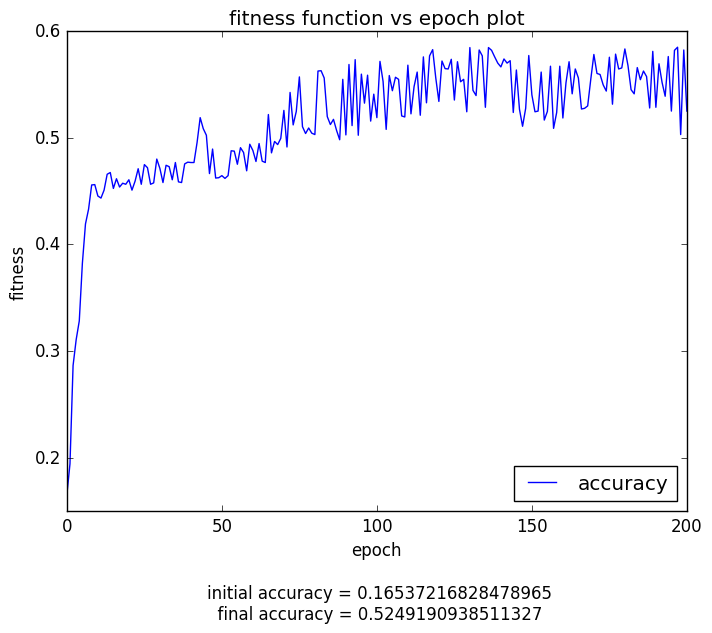 fitness function vs epoch plot
0.6
0.5
0.4
0.3
0.2
fitness
accuracy
0 50 100 150 200
epoch
initial accuracy = 0.16537216828478965
final accuracy = 0.5249190938511327